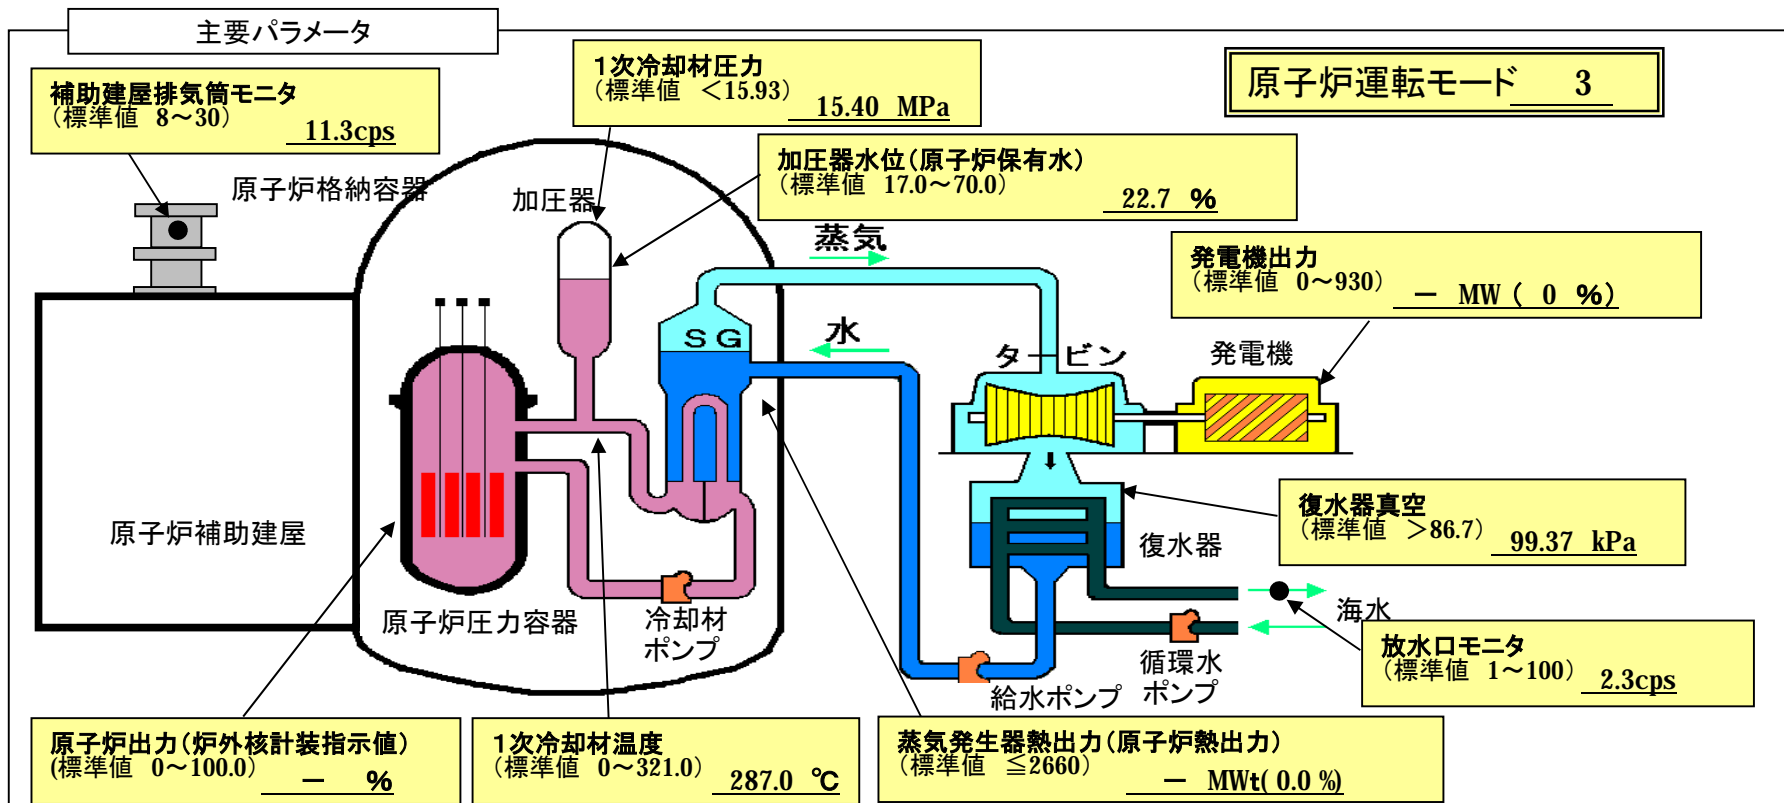 主要パラメータ
補助建屋排気筒モニタ
(標準値 8～30) 11.3cps
1次冷却材圧力
(標準値 <15.93) 15.40 MPa
原子炉運転モード 3
加圧器水位(原子炉保有水)
(標準値 17.0～70.0) 22.7 %
原子炉格納容器
加圧器
蒸気
発電機出力
(標準値 0～930) － MW ( 0 %)
水
SG
タービン
発電機
原子炉補助建屋
復水器真空
(標準値 >86.7) 99.37 kPa
復水器
原子炉圧力容器
冷却材
ポンプ
海水
放水口モニタ
(標準値 1～100) 2.3cps
循環水
ポンプ
給水ポンプ
原子炉出力(炉外核計装指示値)
(標準値 0～100.0) － %
1次冷却材温度
(標準値 0～321.0) 287.0 ℃
蒸気発生器熱出力(原子炉熱出力)
(標準値 ≦2660) － MWt( 0.0 %)